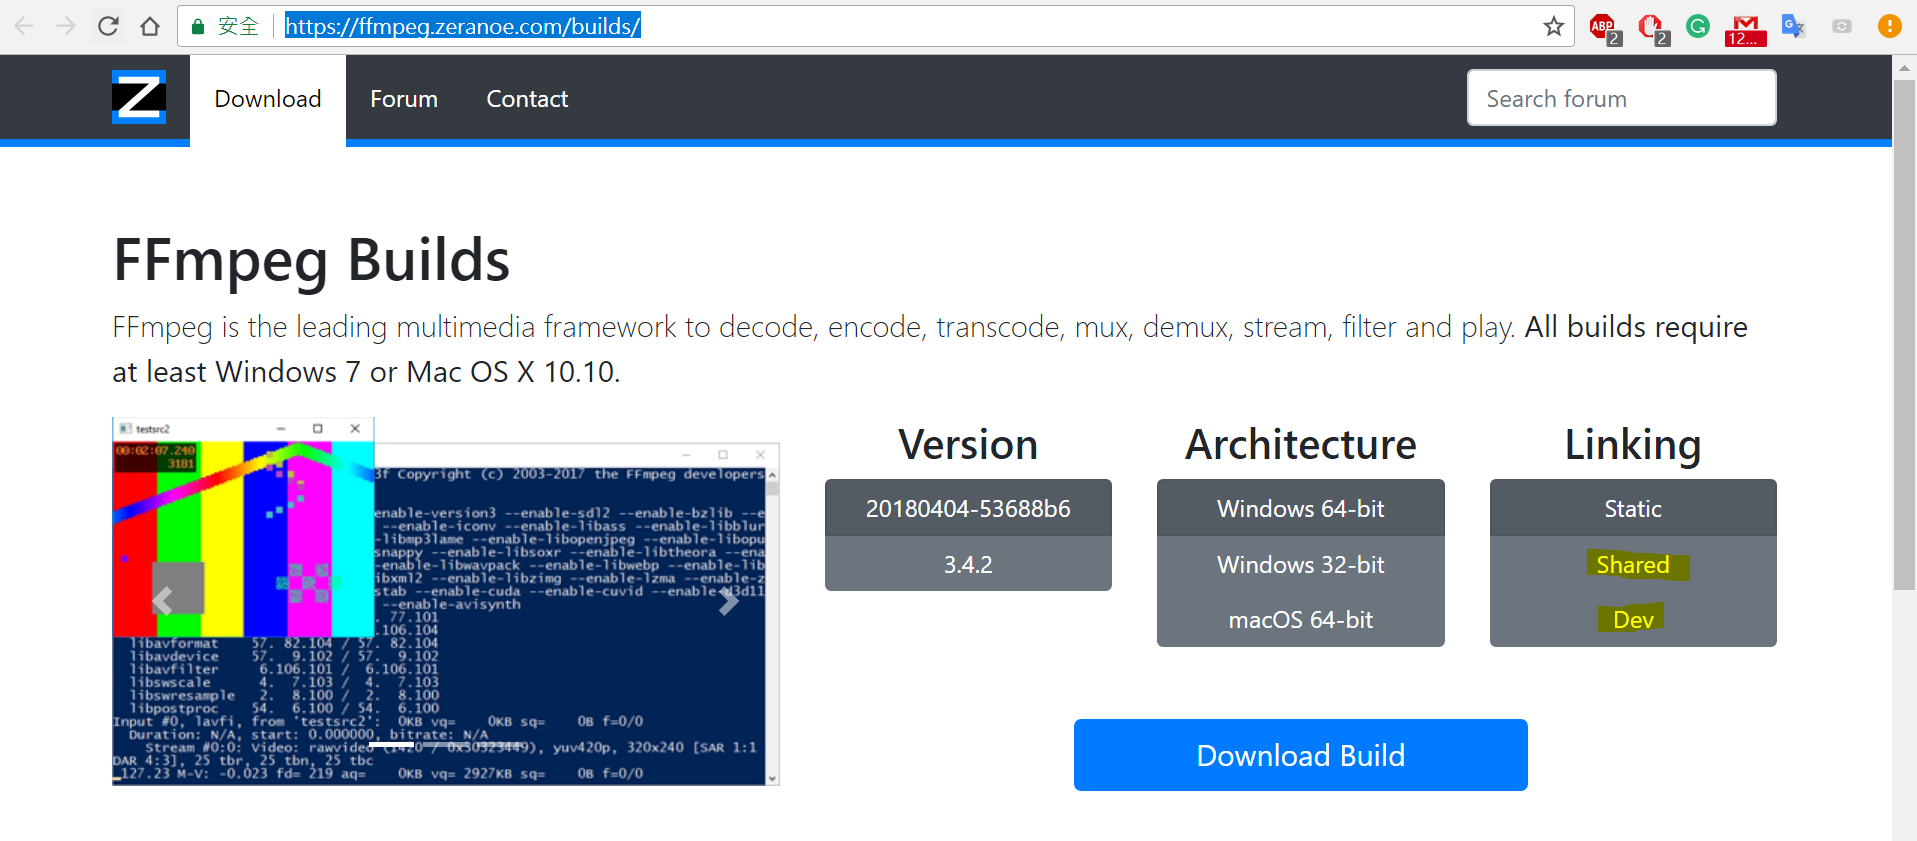 安全
https://ffmpeg.zeranoe.com/builds/
ABP
2
2
G
12...
G
Z
Download
Forum
Contact
Search forum
FFmpeg Builds
FFmpeg is the leading multimedia framework to decode, encode, transcode, mux, demux, stream, filter and play. All builds require
at least Windows 7 or Mac OS X 10.10.
testsrc2
00:02:07.240
3181
3f Copyright (c) 2003-2017 the FFmpeg developers
enable-version3 --enable-sdl2 --enable-bzlib --e
--enable-iconv --enable-libass --enable-libblur
-libmp3lame --enable-libopenjpeg --enable-libopu
snappy --enable-libsoxr --enable-libtheora --ena
-enable-libwavpack --enable-libwebp --enable-lib
ibxml2 --enable-libzimg --enable-lzma --enable-z
stab --enable-cuda --enable-cuvid --enable-d3d11
--enable-avisynth
. 77.101
.106.104
libavformat 57. 82.104 / 57. 82.104
libavdevice 57. 9.102 / 57. 9.102
libavfilter 6.106.101 / 6.106.101
libswscale 4. 7.103 / 4. 7.103
libswresample 2. 8.100 / 2. 8.100
libpostproc 54. 6.100 / 54. 6.100
Input #0, lavfi, from 'testsrc2': 0KB vq= 0KB sq= 0B f=0/0
Duration: N/A, start: 0.000000, bitrate: N/A
Stream #0:0: Video: rawvideo (I420 / 0x30323449), yuv420p, 320x240 [SAR 1:1
DAR 4:3], 25 tbr, 25 tbn, 25 tbc
127.23 M-V: -0.023 fd= 219 aq= 0KB vq= 2927KB sq= 0B f=0/0
Version
20180404-53688b6
3.4.2
Architecture
Windows 64-bit
Windows 32-bit
macOS 64-bit
Linking
Static
Shared
Dev
Download Build